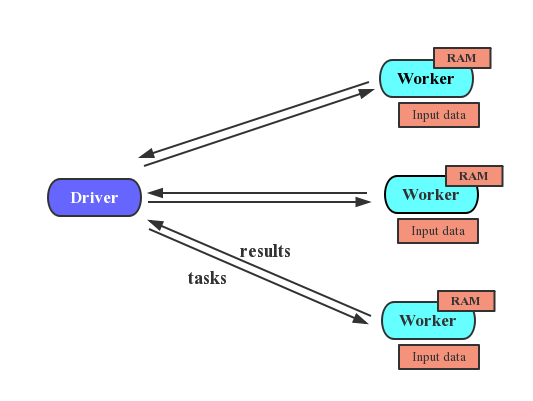 RAM
Worker
Input data
RAM
Driver
Worker
Input data
results
tasks
RAM
Worker
Input data